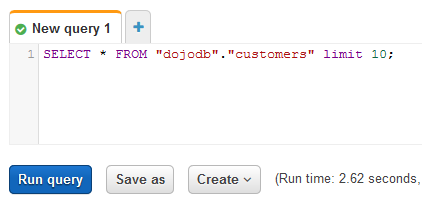 New query 1 +
1 SELECT * FROM "dojodb"."customers" limit 10;
Run query Save as Create (Run time: 2.62 seconds,